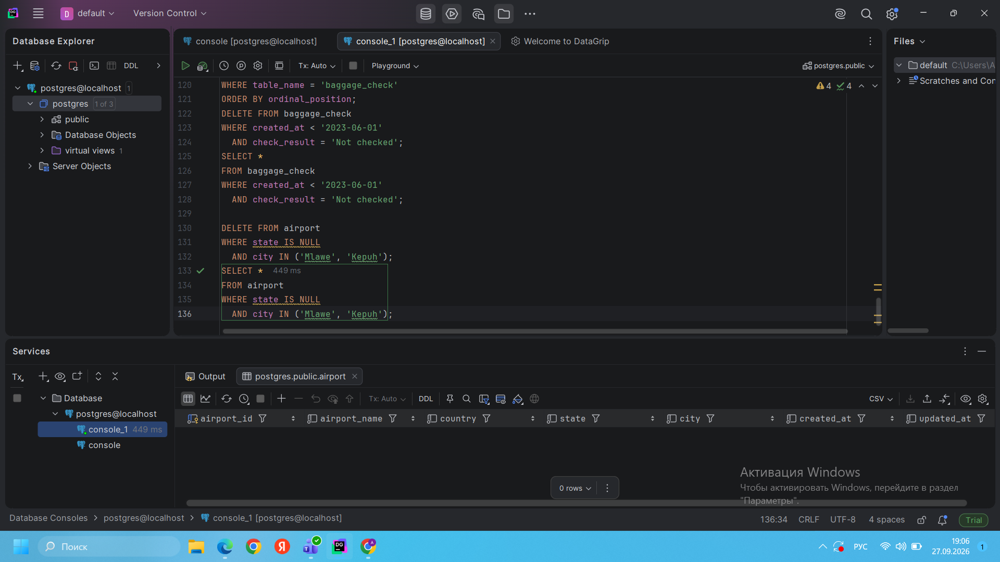 DG
D default Version Control
Database Explorer
DDL
postgres@localhost 1
postgres 1 of 3
public
Database Objects
virtual views 1
Server Objects
console [postgres@localhost] console_1 [postgres@localhost] Welcome to DataGrip
Tx: Auto Playground postgres.public
4 4
120 WHERE table_name = 'baggage_check'
121 ORDER BY ordinal_position;
122 DELETE FROM baggage_check
123 WHERE created_at < '2023-06-01'
124 AND check_result = 'Not checked';
125 SELECT *
126 FROM baggage_check
127 WHERE created_at < '2023-06-01'
128 AND check_result = 'Not checked';
129
130 DELETE FROM airport
131 WHERE state IS NULL
132 AND city IN ('Mlawe', 'Kepuh');
133 SELECT * 449 ms
134 FROM airport
135 WHERE state IS NULL
136 AND city IN ('Mlawe', 'Kepuh');
Files
default C:\Users\A
Scratches and Con
Services
Tx
Database
postgres@localhost
console_1 449 ms
console
Output postgres.public.airport
Tx: Auto DDL CSV
airport_id airport_name country state city created_at updated_at
0 rows
Активация Windows
Чтобы активировать Windows, перейдите в раздел
"Параметры".
Database Consoles > postgres@localhost > console_1 [postgres@localhost]
136:34 CRLF UTF-8 4 spaces Trial
Поиск
Я
T
DG
A
РУС
19:06
27.09.2026
1